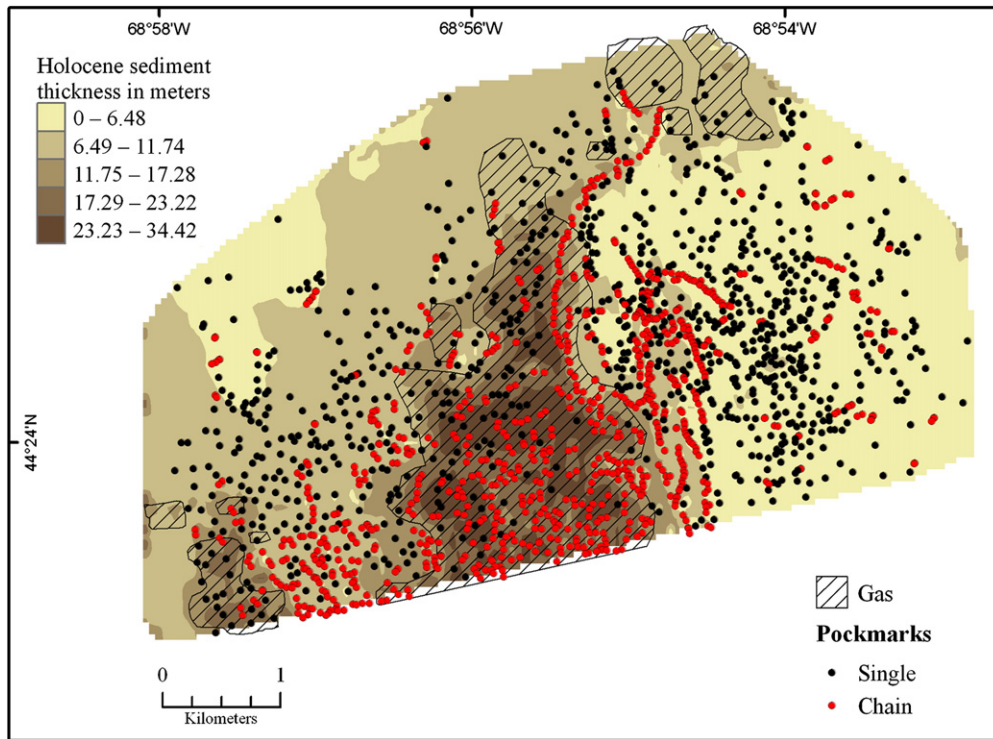 68°58'W
68°56'W
68°54'W
Holocene sediment
thickness in meters
0 – 6.48
6.49 – 11.74
11.75 – 17.28
17.29 – 23.22
23.23 – 34.42
44°24'N
Gas
Pockmarks
Single
Chain
0
1
Kilometers